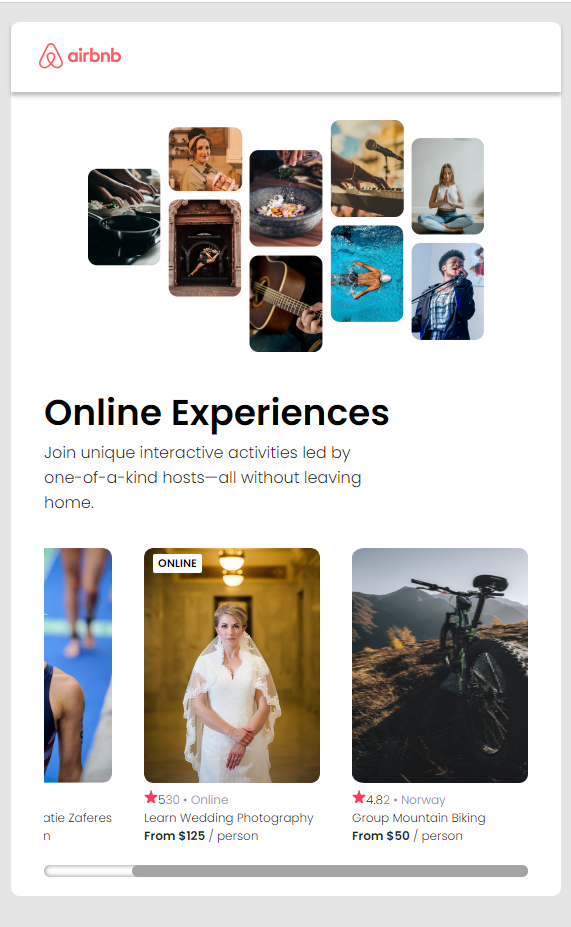 airbnb
Online Experiences
Join unique interactive activities led by
one-of-a-kind hosts—all without leaving
home.
ONLINE
atie Zaferes
n
530 • Online
Learn Wedding Photography
From $125 / person
4.82 • Norway
Group Mountain Biking
From $50 / person